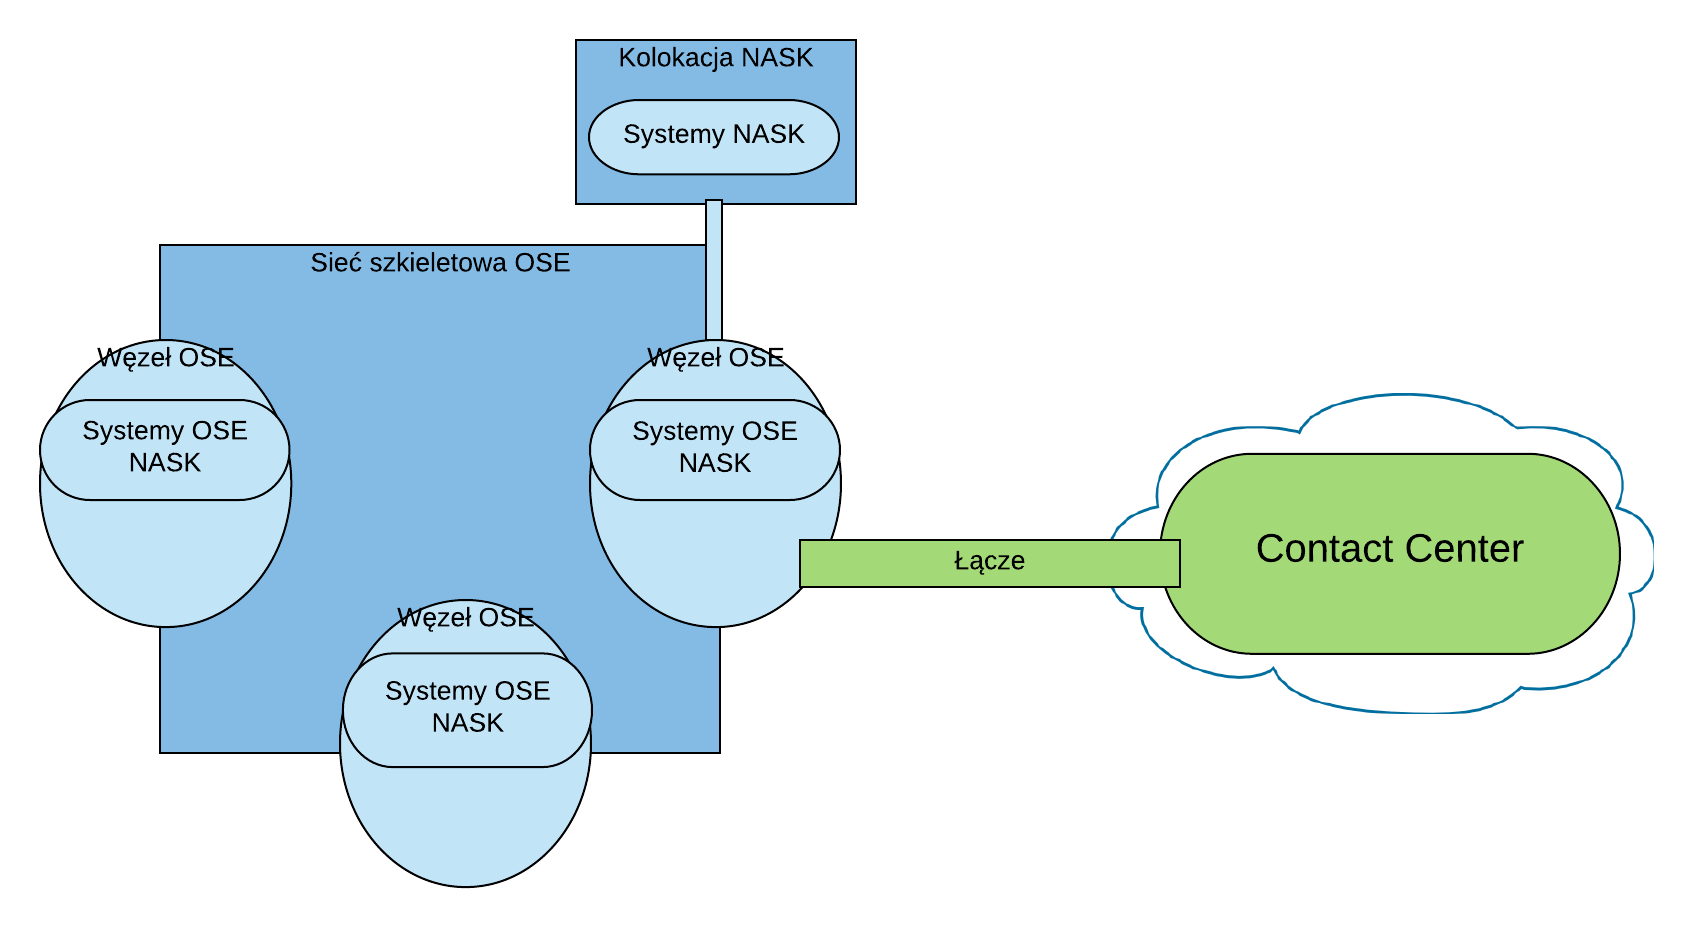 Kolokacja NASK
Systemy NASK
Sieć szkieletowa OSE
Węzeł OSE
Systemy OSE
NASK
Węzeł OSE
Systemy OSE
NASK
Łącze
Contact Center
Węzeł OSE
Systemy OSE
NASK